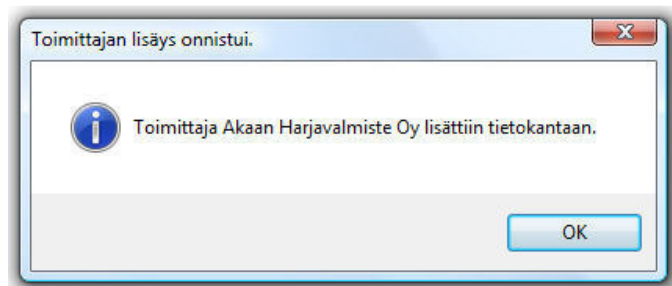 Toimittajan lisäys onnistui.
Toimittaja Akaan Harjavalmiste Oy lisättiin tietokantaan.
OK